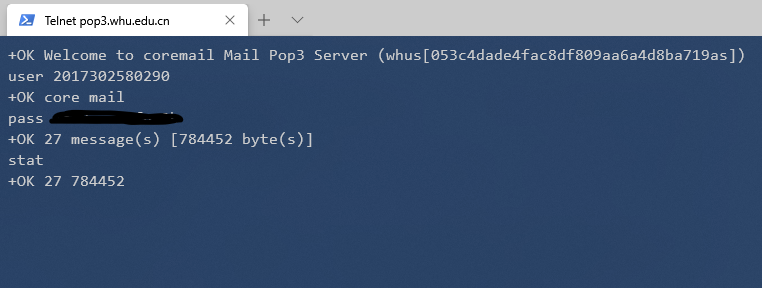 Telnet pop3.whu.edu.cn
+OK Welcome to coremail Mail Pop3 Server (whus[053c4dade4fac8df809aa6a4d8ba719as])
user 2017302580290
+OK core mail
pass
+OK 27 message(s) [784452 byte(s)]
stat
+OK 27 784452